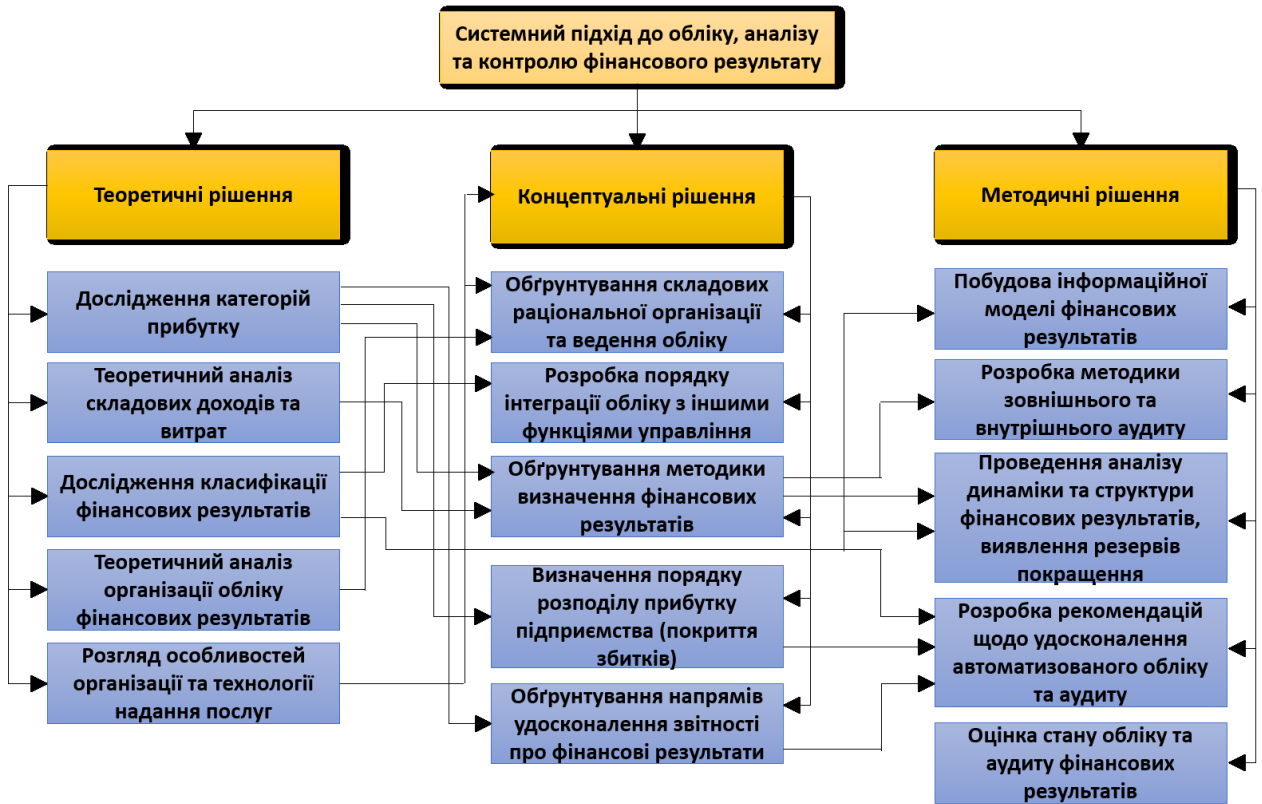 Системний підхід до обліку, аналізу
та контролю фінансового результату
Теоретичні рішення
Концептуальні рішення
Методичні рішення
Дослідження категорій
прибутку
Теоретичний аналіз
складових доходів та
витрат
Дослідження класифікації
фінансових результатів
Теоретичний аналіз
організації обліку
фінансових результатів
Розгляд особливостей
організації та технології
надання послуг
Обґрунтування складових
раціональної організації
та ведення обліку
Розробка порядку
інтеграції обліку з іншими
функціями управління
Обґрунтування методики
визначення фінансових
результатів
Визначення порядку
розподілу прибутку
підприємства (покриття
збитків)
Обґрунтування напрямів
удосконалення звітності
про фінансові результати
Побудова інформаційної
моделі фінансових
результатів
Розробка методики
зовнішнього та
внутрішнього аудиту
Проведення аналізу
динаміки та структури
фінансових результатів,
виявлення резервів
покращення
Розробка рекомендацій
щодо удосконалення
автоматизованого обліку
та аудиту
Оцінка стану обліку та
аудиту фінансових
результатів